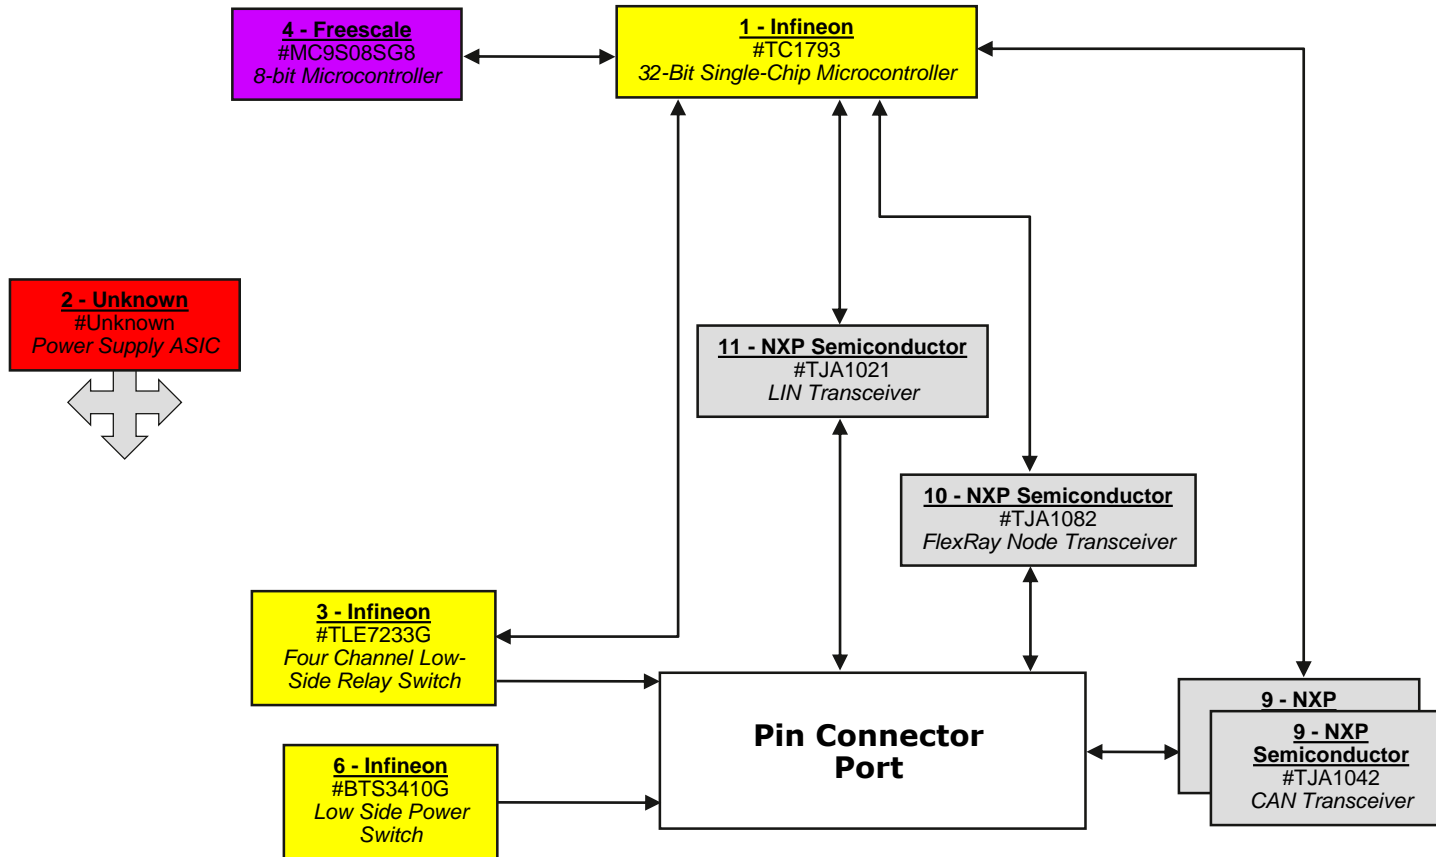 4 - Freescale
#MC9S08SG8
8-bit Microcontroller
1 - Infineon
#TC1793
32-Bit Single-Chip Microcontroller
2 - Unknown
#Unknown
Power Supply ASIC
11 - NXP Semiconductor
#TJA1021
LIN Transceiver
10 - NXP Semiconductor
#TJA1082
FlexRay Node Transceiver
3 - Infineon
#TLE7233G
Four Channel Low-
Side Relay Switch
6 - Infineon
#BTS3410G
Low Side Power
Switch
Pin Connector
Port
9 - NXP
9 - NXP
Semiconductor
#TJA1042
CAN Transceiver